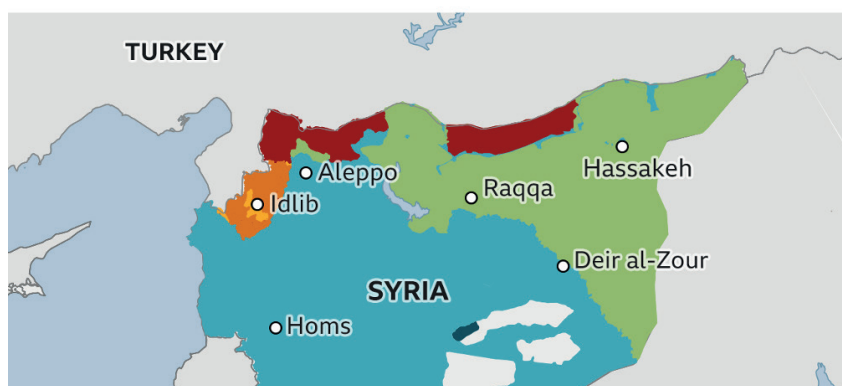 TURKEY
Hassakeh
Aleppo
Raqqa
Idlib
Deir al-Zour
SYRIA
Homs